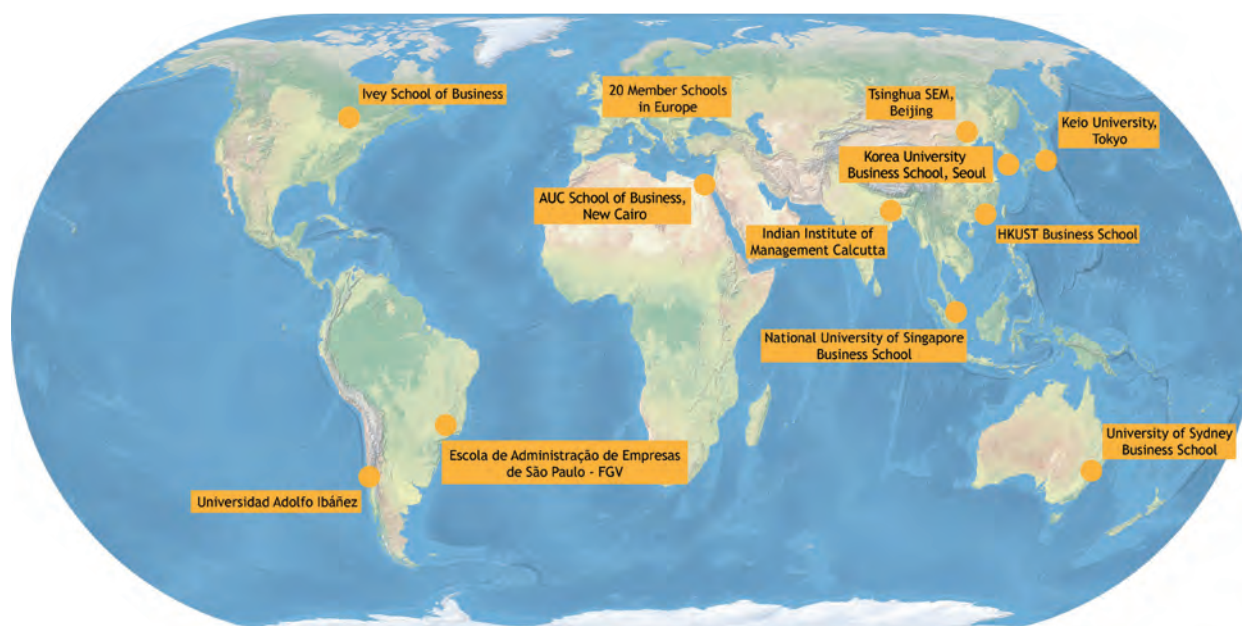 Ivey School of Business
20 Member Schools
in Europe
Tsinghua SEM,
Beijing
Keio University,
Tokyo
Korea University
Business School, Seoul
AUC School of Business,
New Cairo
Indian Institute of
Management Calcutta
HKUST Business School
National University of Singapore
Business School
University of Sydney
Business School
Escola de Administração de Empresas
de São Paulo - FGV
Universidad Adolfo Ibáñez